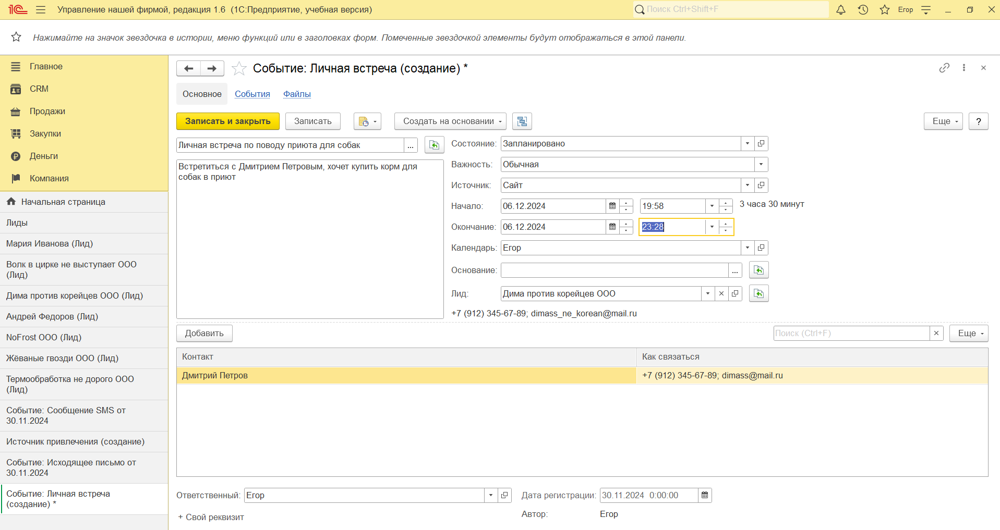 1С Управление нашей фирмой, редакция 1.6 (1С:Предприятие, учебная версия)
Поиск Ctrl+Shift+F
Егор
Нажимайте на значок звездочка в истории, меню функций или в заголовках форм. Помеченные звездочкой элементы будут отображаться в этой панели.
Главное
CRM
Продажи
Закупки
Деньги
Компания
Начальная страница
Лиды
Мария Иванова (Лид)
Волк в цирке не выступает ООО
(Лид)
Дима против корейцев ООО (Лид)
Андрей Федоров (Лид)
NoFrost ООО (Лид)
Жёваные гвозди ООО (Лид)
Термообработка не дорого ООО
(Лид)
Событие: Сообщение SMS от
30.11.2024
Источник привлечения (создание)
Событие: Исходящее письмо от
30.11.2024
Событие: Личная встреча
(создание) *
Событие: Личная встреча (создание) *
Основное События Файлы
Записать и закрыть Записать Создать на основании Еще ?
Личная встреча по поводу приюта для собак ...
Встретиться с Дмитрием Петровым, хочет купить корм для
собак в приют
Состояние: Запланировано
Важность: Обычная
Источник: Сайт
Начало: 06.12.2024 19:58 3 часа 30 минут
Окончание: 06.12.2024 23:28
Календарь: Егор
Основание: ...
Лид: Дима против корейцев ООО
+7 (912) 345-67-89; dimass_ne_korean@mail.ru
Добавить Поиск (Ctrl+F) Еще
Контакт Как связаться
Дмитрий Петров +7 (912) 345-67-89; dimass@mail.ru
Ответственный: Егор Дата регистрации: 30.11.2024 0:00:00
+ Свой реквизит Автор: Егор